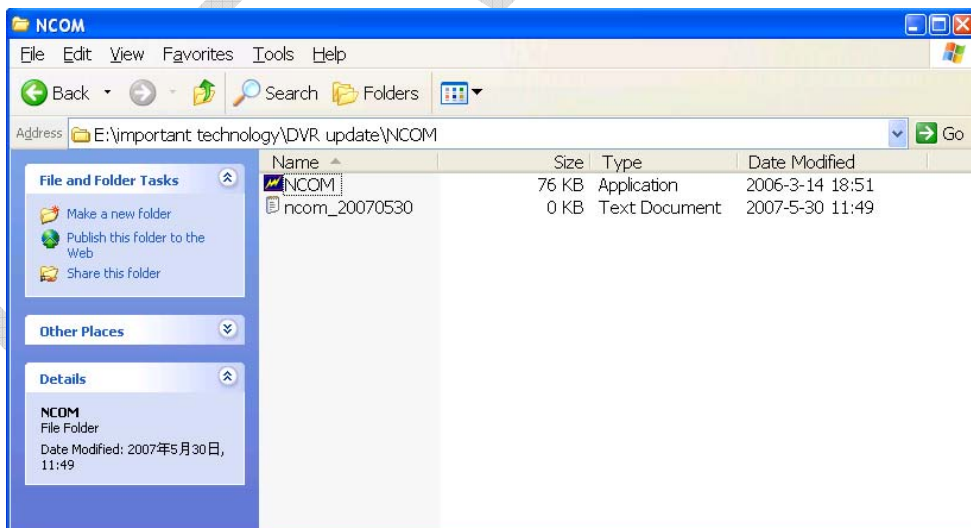 NCOM
File Edit View Favorites Tools Help
Back Search Folders
Address E:\important technology\DVR update\NCOM Go
Name Size Type Date Modified
NCOM 76 KB Application 2006-3-14 18:51
ncom_20070530 0 KB Text Document 2007-5-30 11:49
File and Folder Tasks
Make a new folder
Publish this folder to the
Web
Share this folder
Other Places
Details
NCOM
File Folder
Date Modified: 2007年5月30日,
11:49